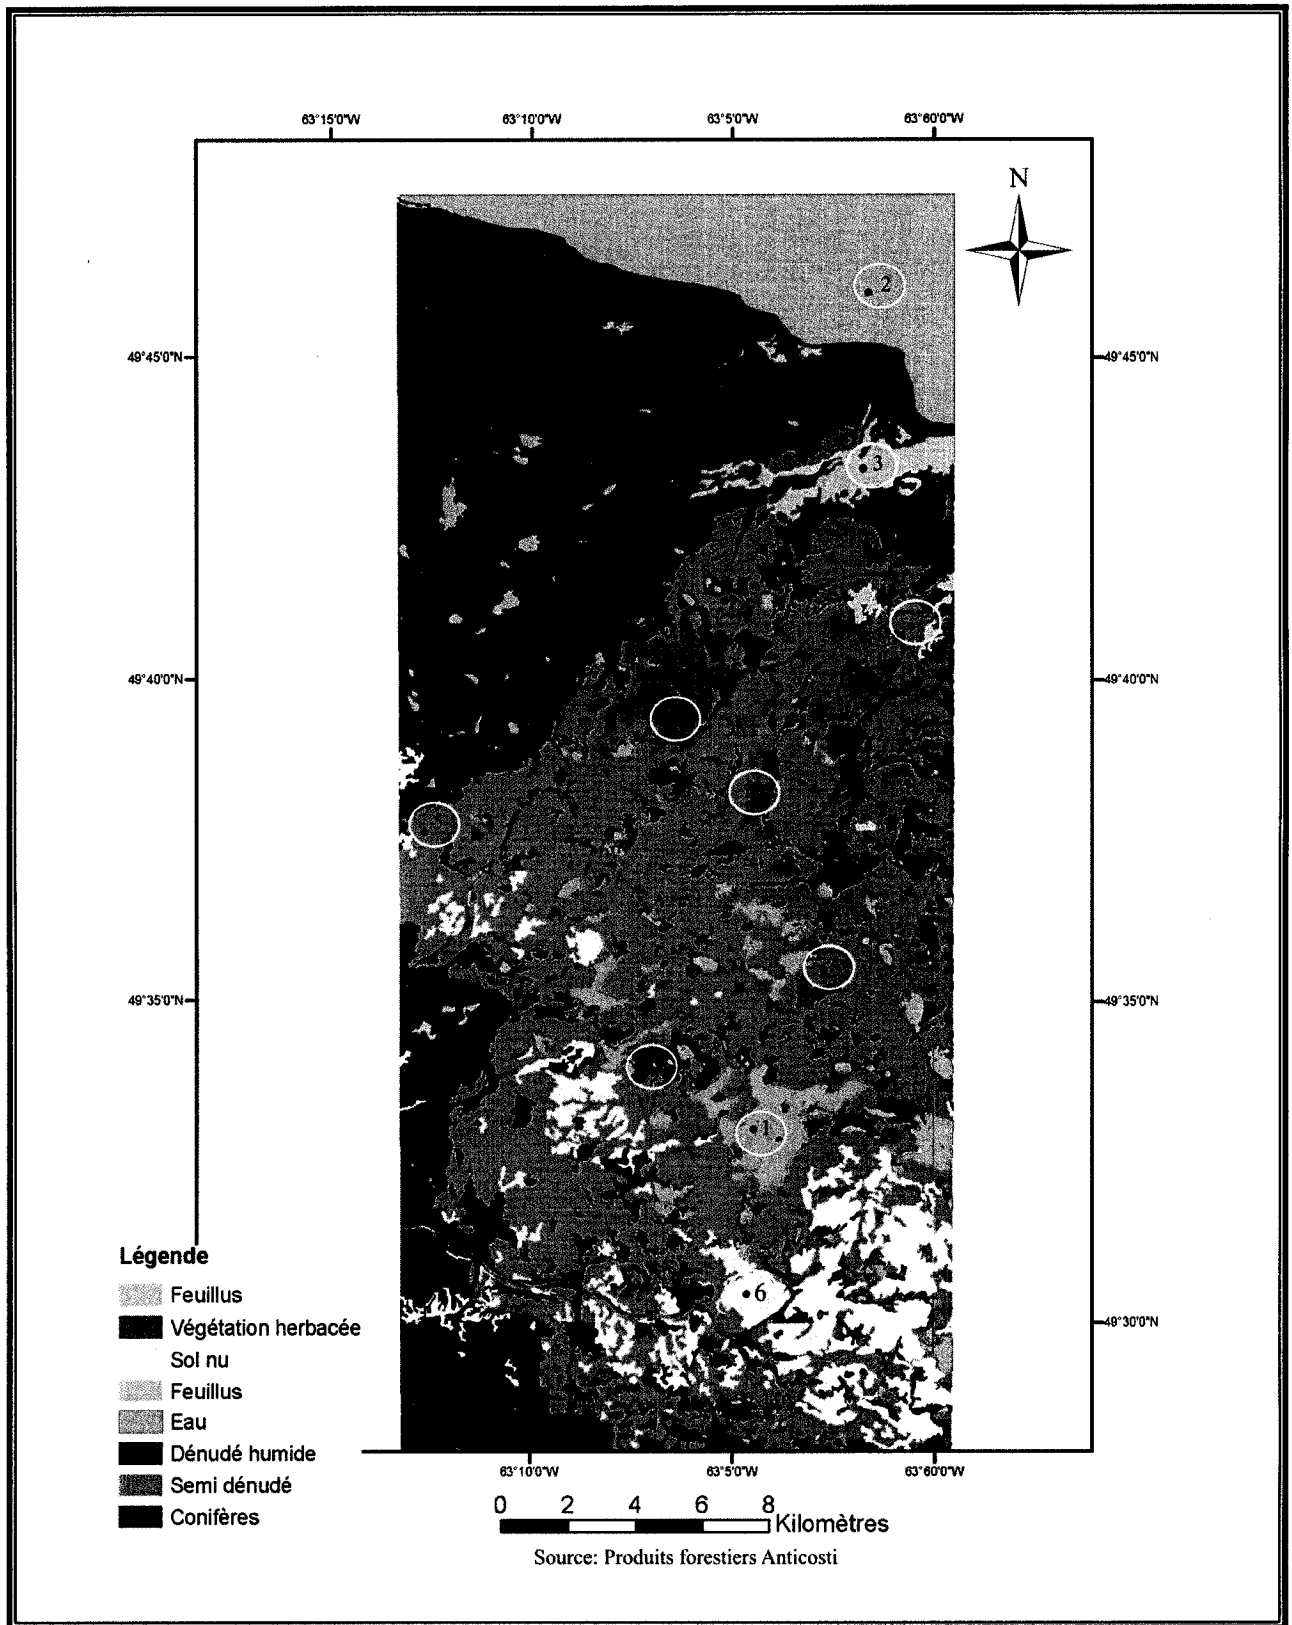 63°15'0"W 63°10'0"W 63°5'0"W 63°60'0"W
N
2
49°45'0"N 49°45'0"N
3
49°40'0"N 49°40'0"N
49°35'0"N 49°35'0"N
1
Légende
Feuillus
6
Végétation herbacée
49°30'0"N
Sol nu
Feuillus
Eau
Dénudé humide
63°10'0"W 63°5'0"W 63°60'0"W
Semi dénudé
0 2 4 6 8
Conifères
Kilomètres
Source: Produits forestiers Anticosti